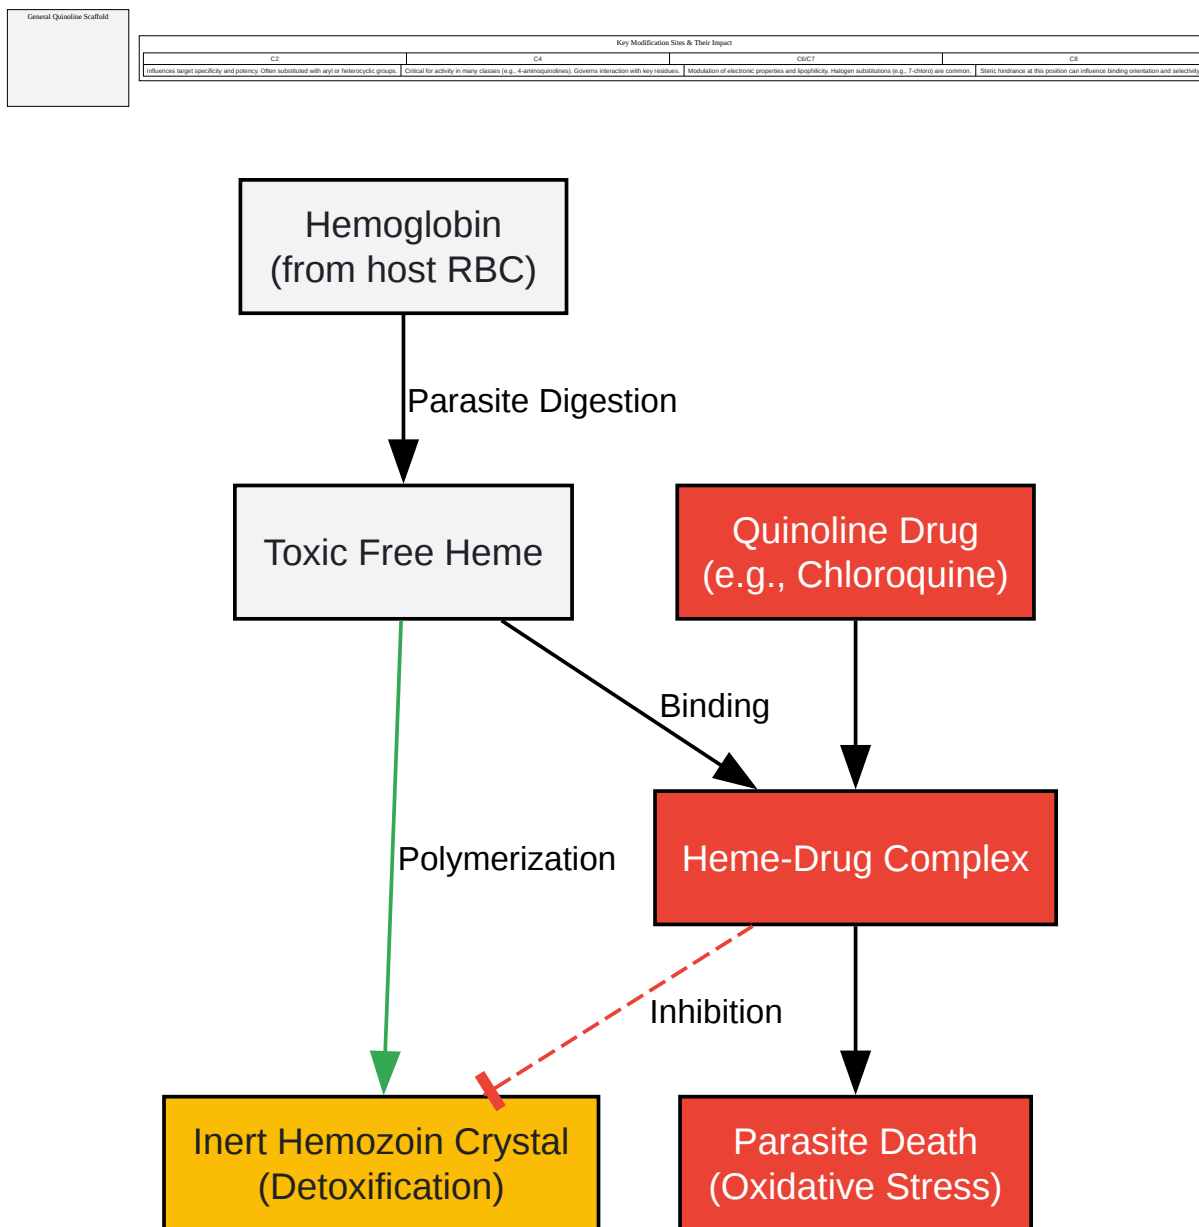 General Quinoline Scaffold
Key Modification Sites & Their Impact
C2
C4
C6/C7
C8
Influences target specificity and potency. Often substituted with aryl or heterocyclic groups.
Critical for activity in many classes (e.g., 4-aminoquinolines). Governs interaction with key residues.
Modulation of electronic properties and lipophilicity. Halogen substitutions (e.g., 7-chloro) are common.
Steric hindrance at this position can influence binding orientation and selectivity
Hemoglobin
(from host RBC)
Parasite Digestion
Toxic Free Heme
Quinoline Drug
(e.g., Chloroquine)
Binding
Polymerization
Heme-Drug Complex
Inhibition
Inert Hemozoin Crystal
(Detoxification)
Parasite Death
(Oxidative Stress)